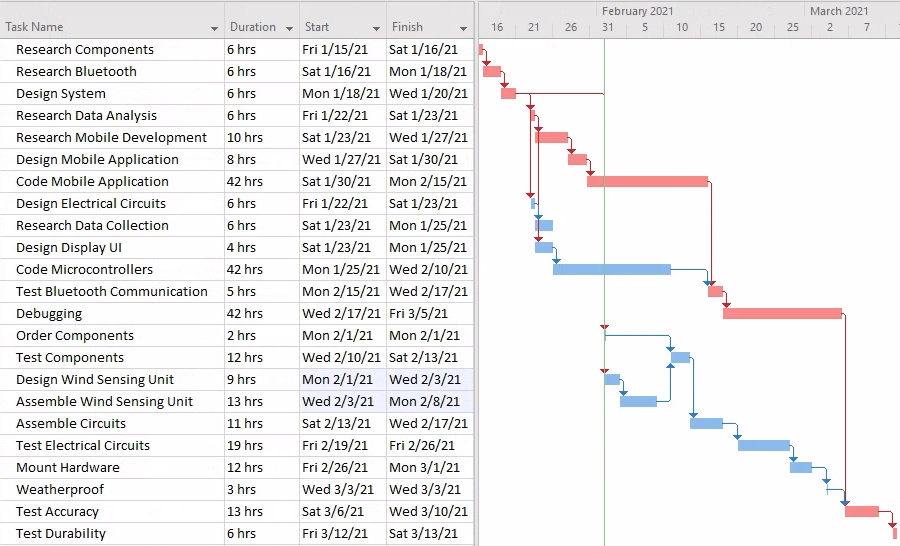 February 2021 March 2021
Task Name Duration Start Finish 16 21 26 31 5 10 15 20 25 2 7
Research Components 6 hrs Fri 1/15/21 Sat 1/16/21
Research Bluetooth 6 hrs Sat 1/16/21 Mon 1/18/21
Design System 6 hrs Mon 1/18/21 Wed 1/20/21
Research Data Analysis 6 hrs Fri 1/22/21 Sat 1/23/21
Research Mobile Development 10 hrs Sat 1/23/21 Wed 1/27/21
Design Mobile Application 8 hrs Wed 1/27/21 Sat 1/30/21
Code Mobile Application 42 hrs Sat 1/30/21 Mon 2/15/21
Design Electrical Circuits 6 hrs Fri 1/22/21 Sat 1/23/21
Research Data Collection 6 hrs Sat 1/23/21 Mon 1/25/21
Design Display UI 4 hrs Sat 1/23/21 Mon 1/25/21
Code Microcontrollers 42 hrs Mon 1/25/21 Wed 2/10/21
Test Bluetooth Communication 5 hrs Mon 2/15/21 Wed 2/17/21
Debugging 42 hrs Wed 2/17/21 Fri 3/5/21
Order Components 2 hrs Mon 2/1/21 Mon 2/1/21
Test Components 12 hrs Wed 2/10/21 Sat 2/13/21
Design Wind Sensing Unit 9 hrs Mon 2/1/21 Wed 2/3/21
Assemble Wind Sensing Unit 13 hrs Wed 2/3/21 Mon 2/8/21
Assemble Circuits 11 hrs Sat 2/13/21 Wed 2/17/21
Test Electrical Circuits 19 hrs Fri 2/19/21 Fri 2/26/21
Mount Hardware 12 hrs Fri 2/26/21 Mon 3/1/21
Weatherproof 3 hrs Wed 3/3/21 Wed 3/3/21
Test Accuracy 13 hrs Sat 3/6/21 Wed 3/10/21
Test Durability 6 hrs Fri 3/12/21 Sat 3/13/21